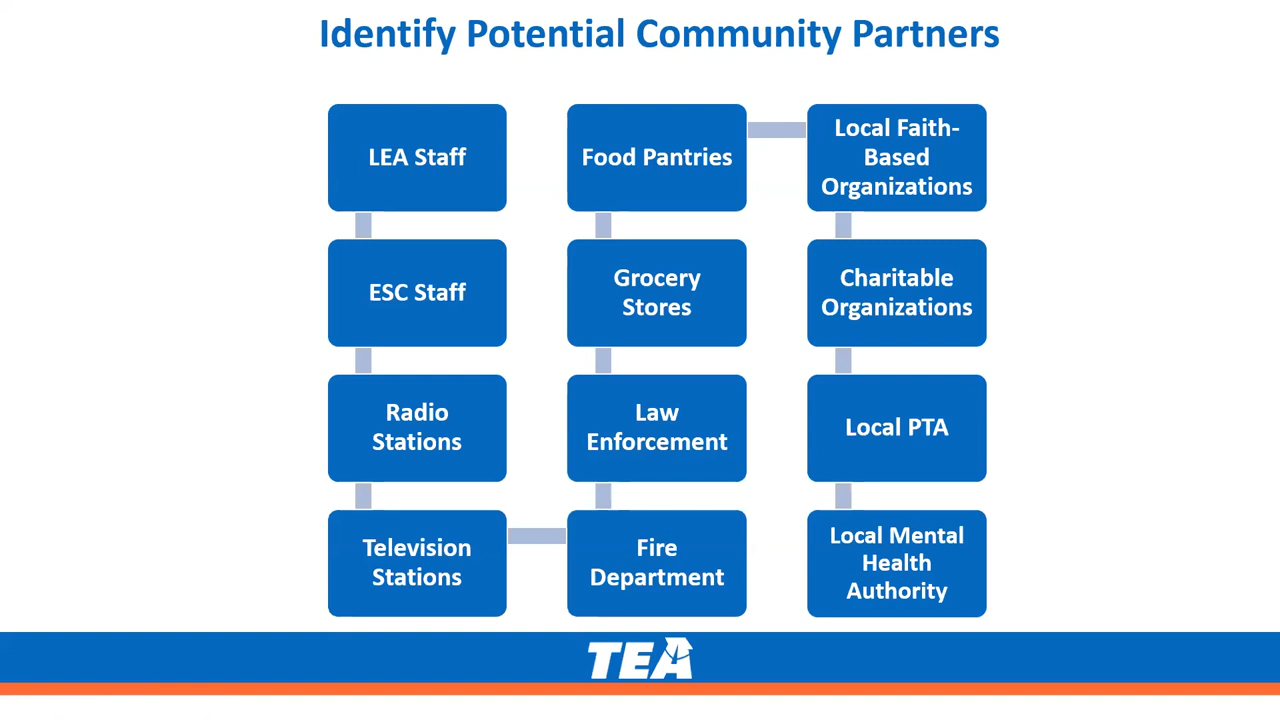 Identify Potential Community Partners
LEA Staff
ESC Staff
Radio
Stations
Television
Stations
Fire
Department
Law
Enforcement
Grocery
Stores
Food Pantries
Local Faith-
Based
Organizations
Charitable
Organizations
Local PTA
Local Mental
Health
Authority
TEA